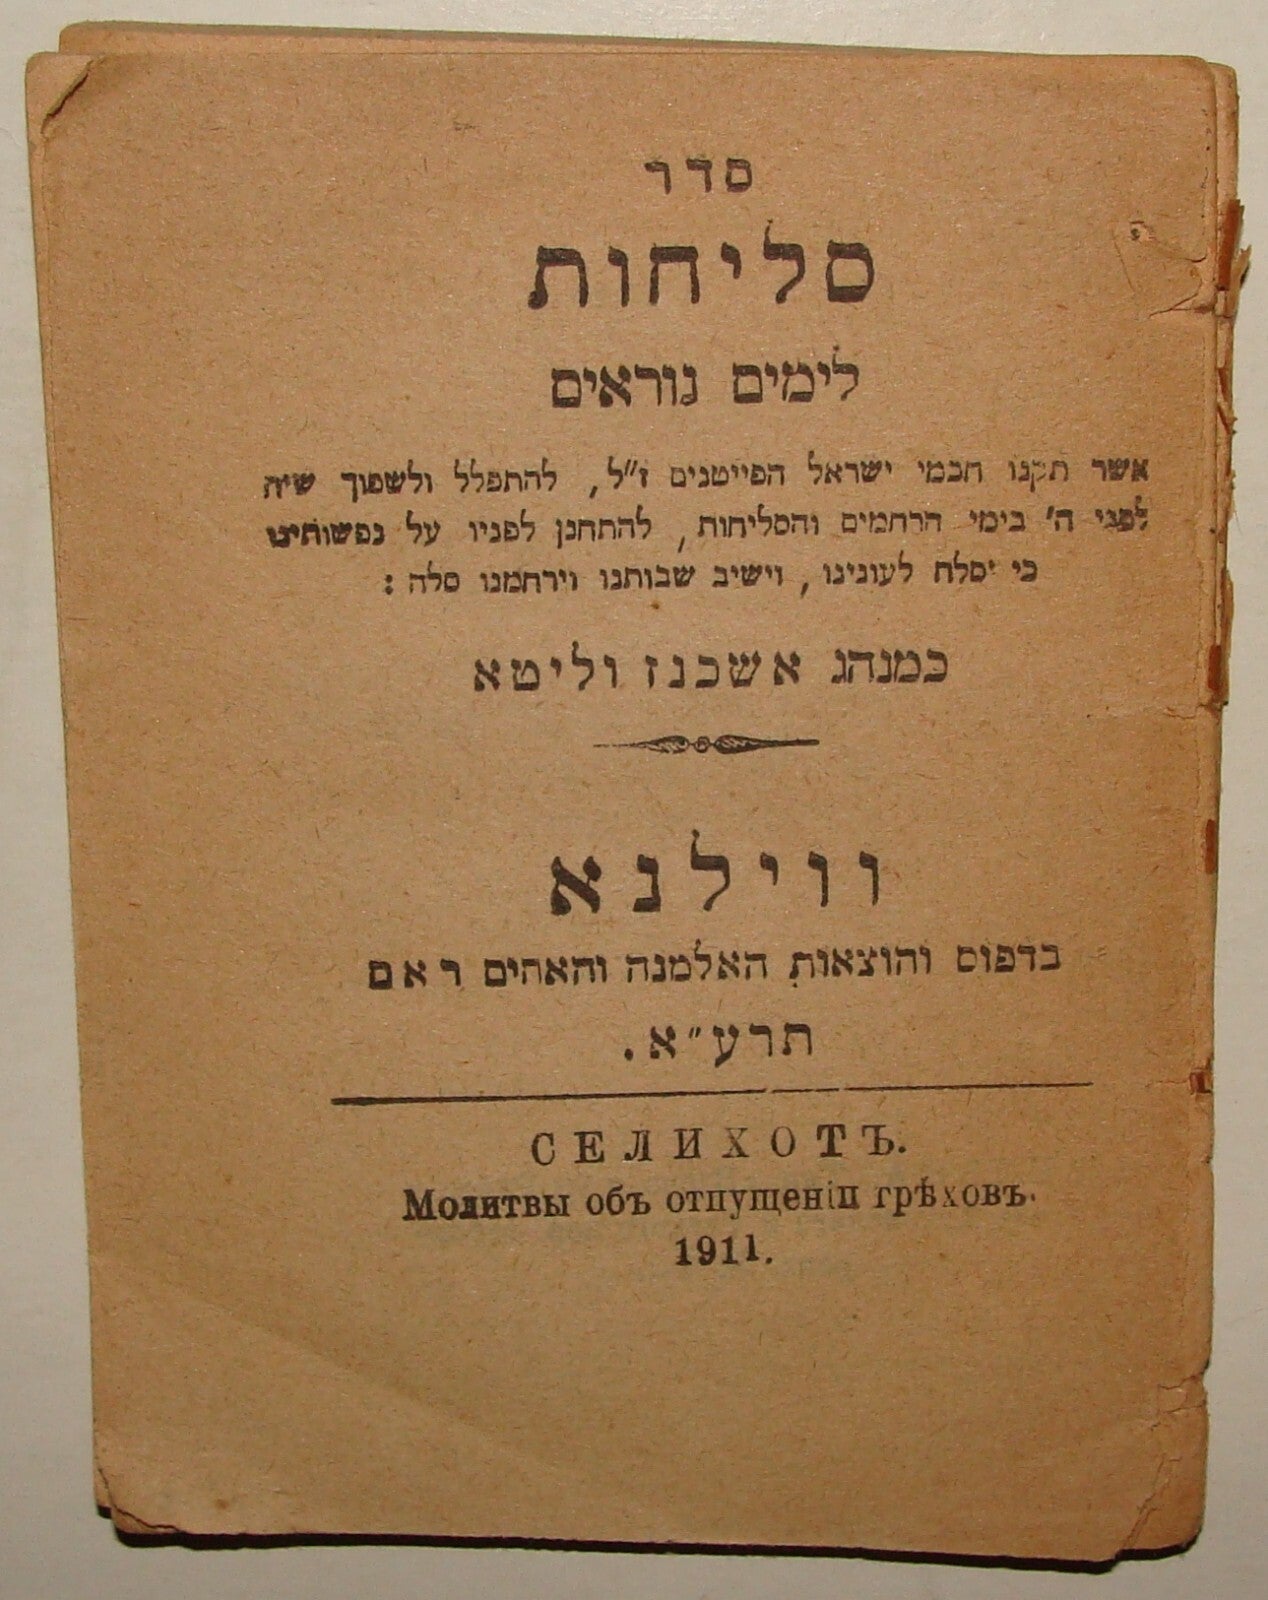 סדר
סליחות
לימים נוראים
אשר תקנו חכמי ישראל הפייטנים ז״ל, להתפלל ולשפוך שיח
לפני ה' בימי הרחמים והסליחות, להתחנן לפניו על נפשותינו
כי יסלח לעונינו, וישיב שבותנו וירחמנו סלה:
כמנהג אשכנז וליטא
ווילנא
בדפוס והוצאות האלמנה והאחים ראם
תרע״א.
СЕЛИХОТЪ.
Молитвы объ отпущеніи грѣховъ.
1911.